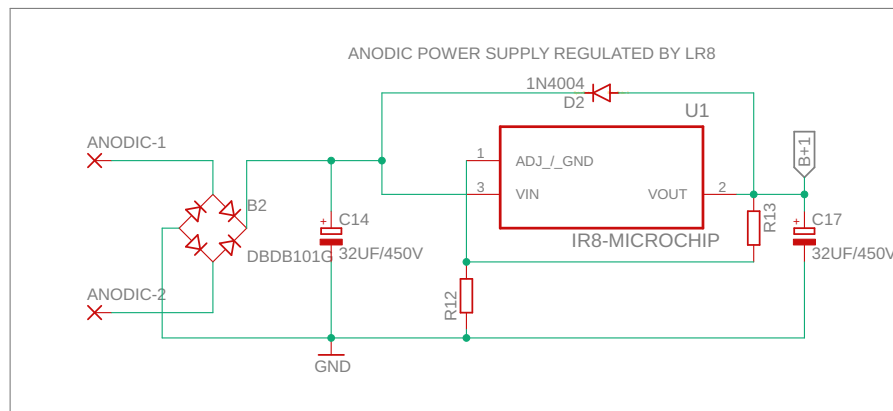 ANODIC POWER SUPPLY REGULATED BY LR8
1N4004
D2
U1
ANODIC-1
1
ADJ_/_GND
B+1
3
VIN
VOUT
2
B2
C14
+
R13
+
C17
IR8-MICROCHIP
DBDB101G
32UF/450V
32UF/450V
ANODIC-2
R12
GND